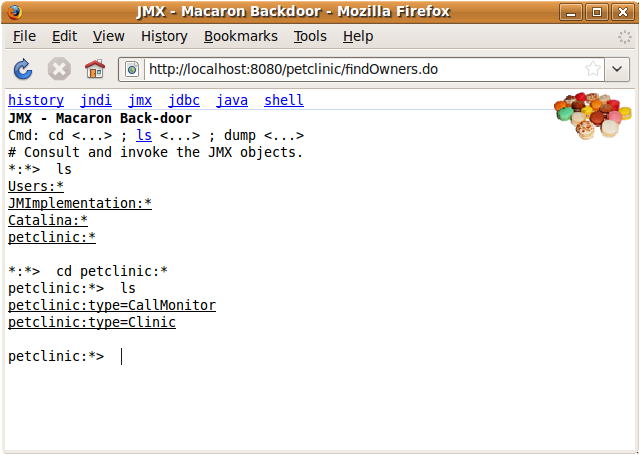 JMX - Macaron Backdoor - Mozilla Firefox
File Edit View History Bookmarks Tools Help
http://localhost:8080/petclinic/findOwners.do
history jndi jmx jdbc java shell
JMX - Macaron Back-door
Cmd: cd <...> ; ls <...> ; dump <...>
# Consult and invoke the JMX objects.
*:*> ls
Users:*
JMImplementation:*
Catalina:*
petclinic:*
*:*> cd petclinic:*
petclinic:*> ls
petclinic:type=CallMonitor
petclinic:type=Clinic
petclinic:*>